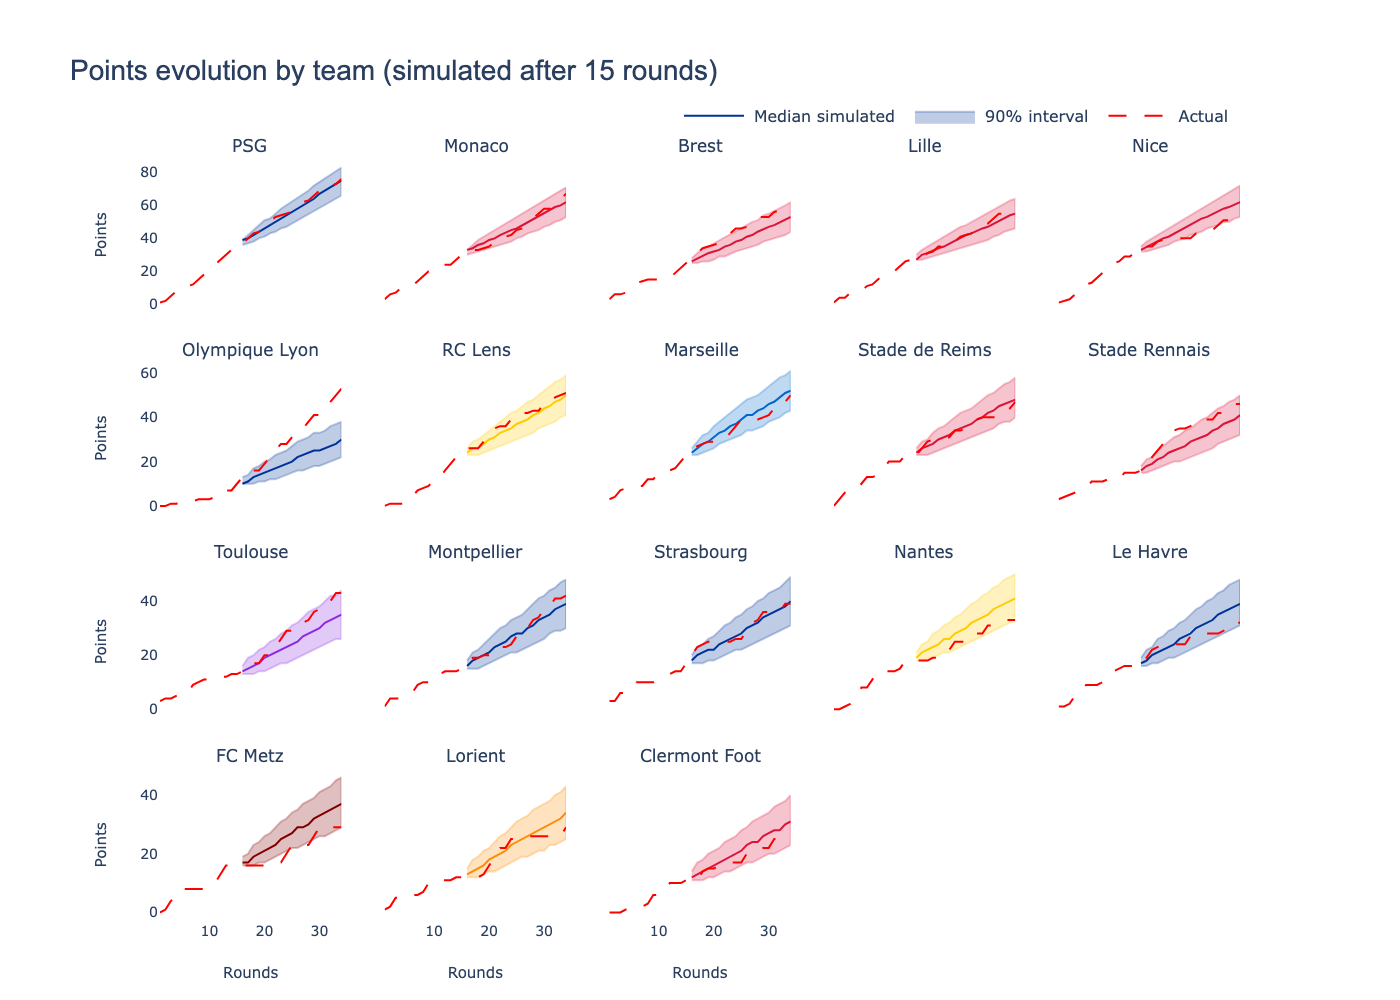 Points evolution by team (simulated after 15 rounds)
Median simulated 90% interval Actual
PSG Monaco Brest Lille Nice
80
60
40
20
0
Points
Olympique Lyon RC Lens Marseille Stade de Reims Stade Rennais
60
40
20
0
Points
Toulouse Montpellier Strasbourg Nantes Le Havre
40
20
0
Points
FC Metz Lorient Clermont Foot
40
20
0
Points
10 20 30 10 20 30 10 20 30
Rounds Rounds Rounds